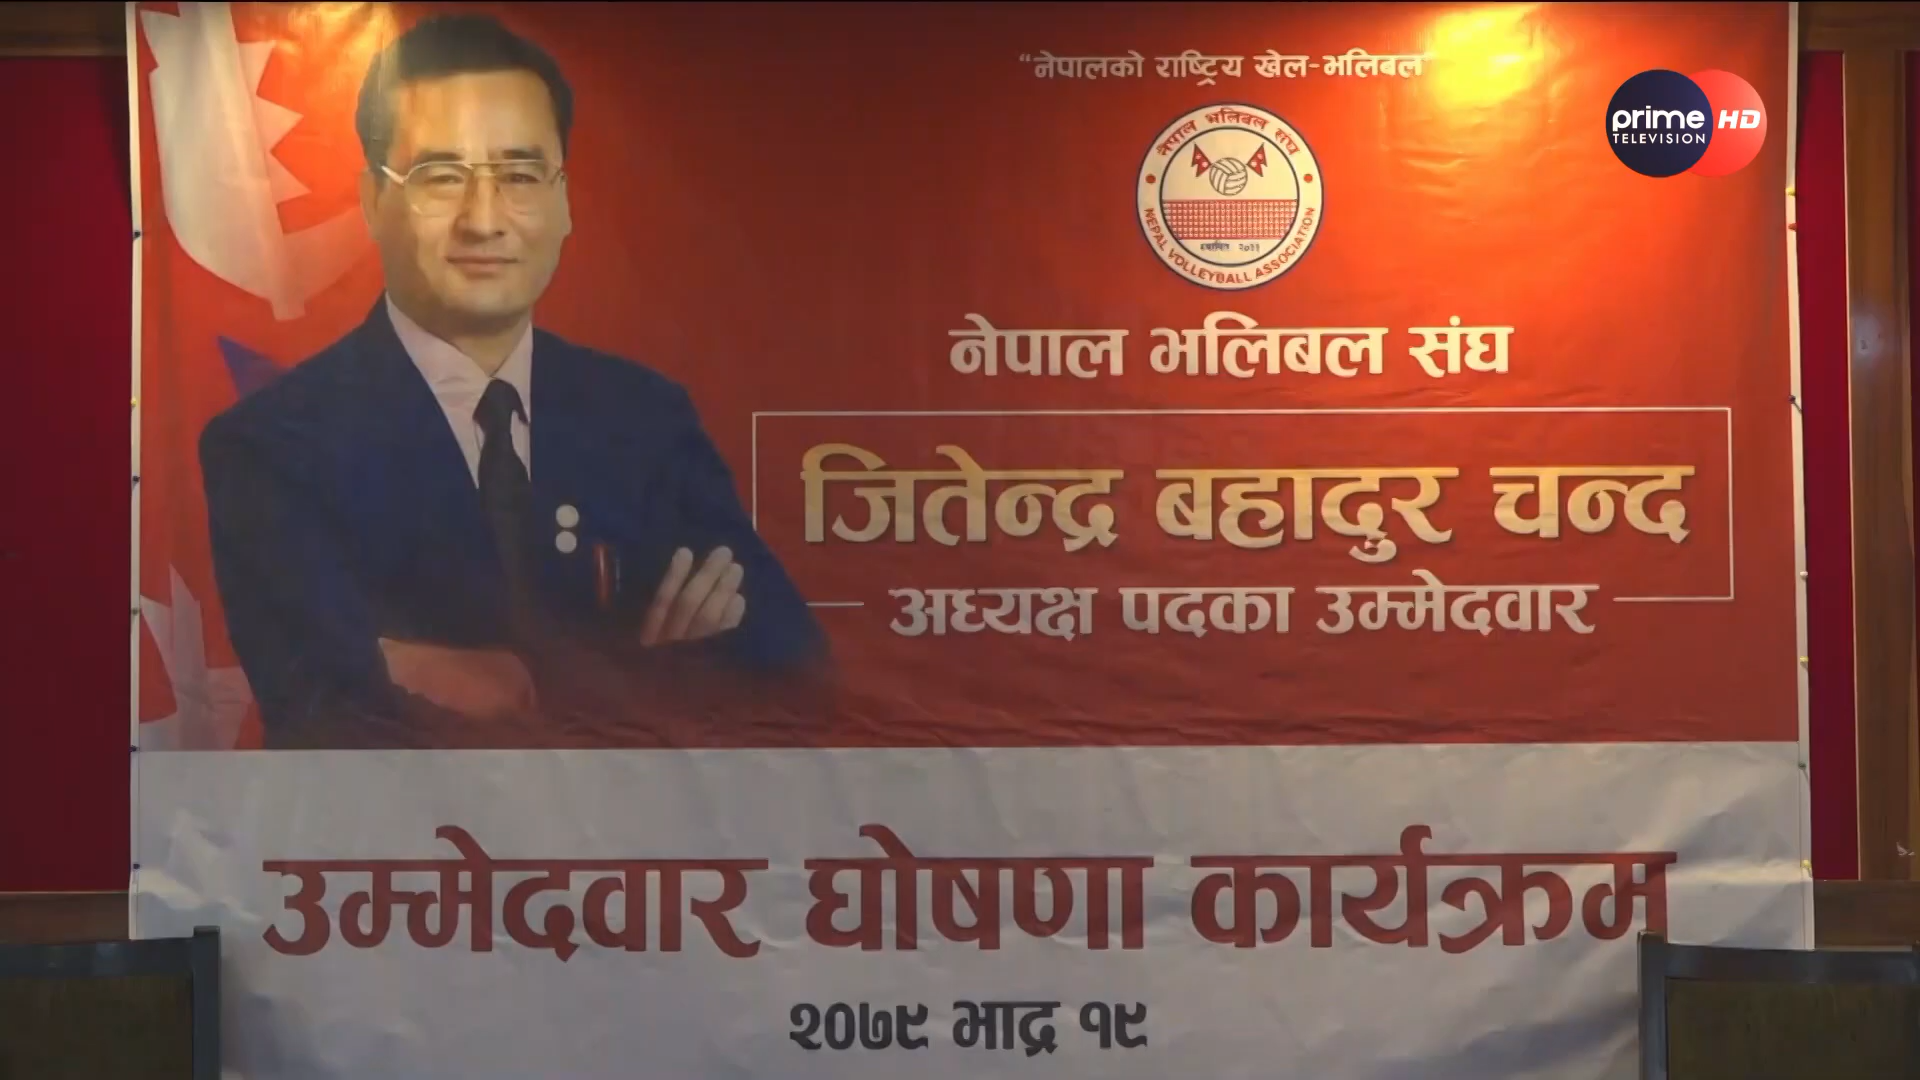 “नेपालको राष्ट्रिय खेल-भलिबल
prime HD
TELEVISION
नेपाल भलिबल संघ
स्थापित २०३३
NEPAL VOLLEYBALL ASSOCIATION
नेपाल भलिबल संघ
जितेन्द्र बहादुर चन्द
अध्यक्ष पदका उम्मेदवार
उम्मेदवार घोषणा कार्यक्रम
२०७९ भाद्र १९